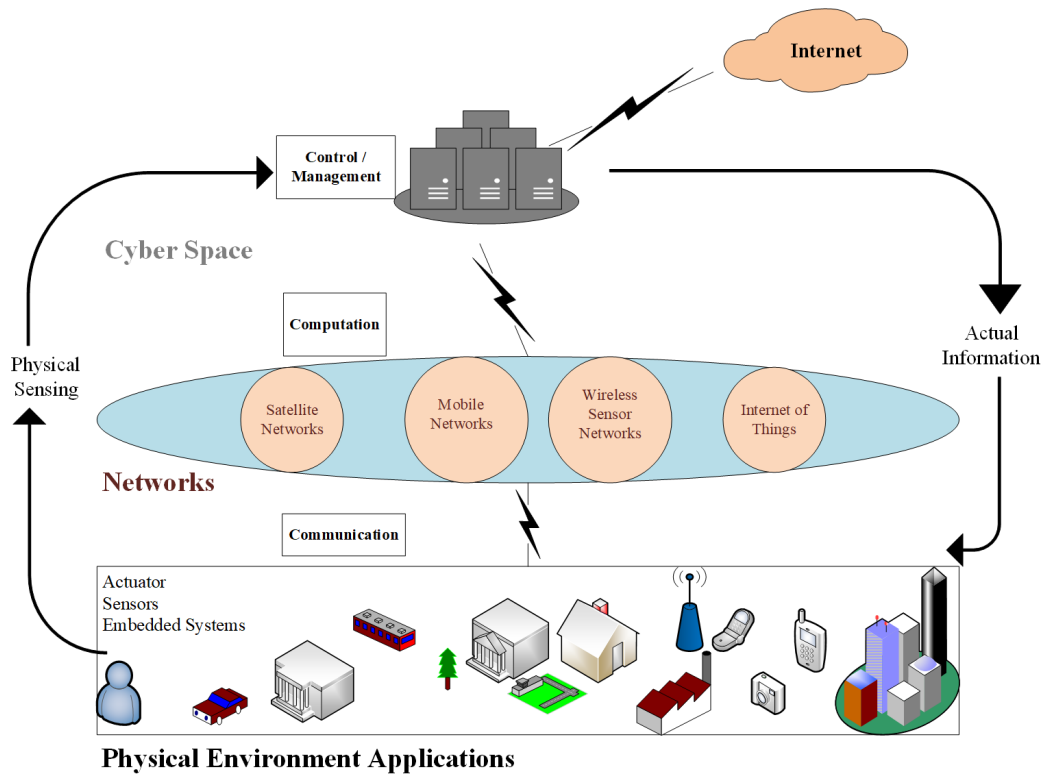 Internet
Control /
Management
Cyber Space
Computation
Physical
Sensing
Actual
Information
Satellite
Networks
Mobile
Networks
Wireless
Sensor
Networks
Internet of
Things
Networks
Communication
Actuator
Sensors
Embedded Systems
Physical Environment Applications